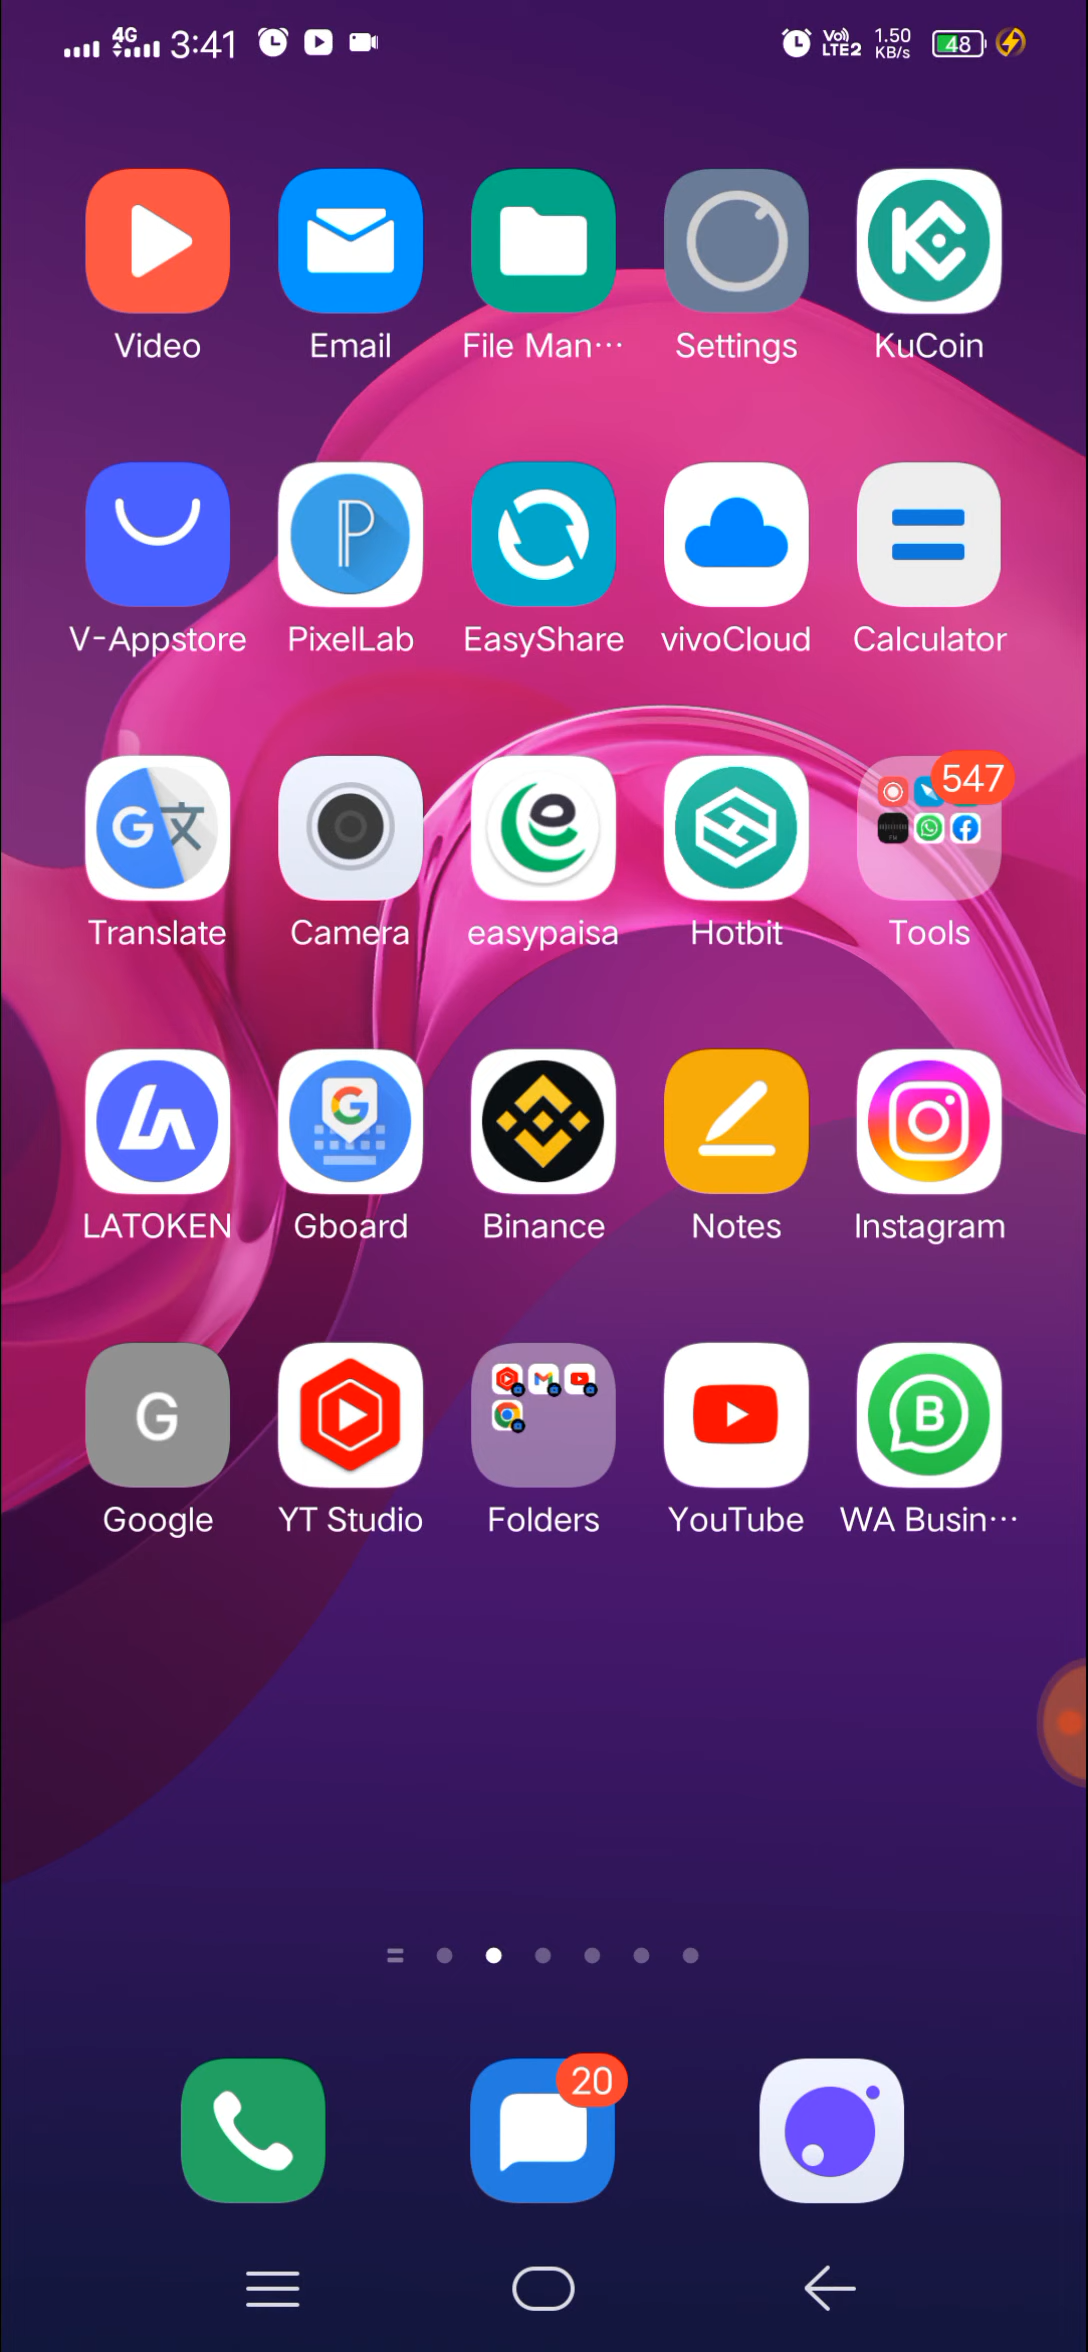 4G 3:41 Vo) LTE2 1.50 KB/s 48
Video Email File Man··· Settings KuCoin
V-Appstore PixelLab EasyShare vivoCloud Calculator
547
Translate Camera easypaisa Hotbit Tools
LATOKEN Gboard Binance Notes Instagram
Google YT Studio Folders YouTube WA Busin···
20